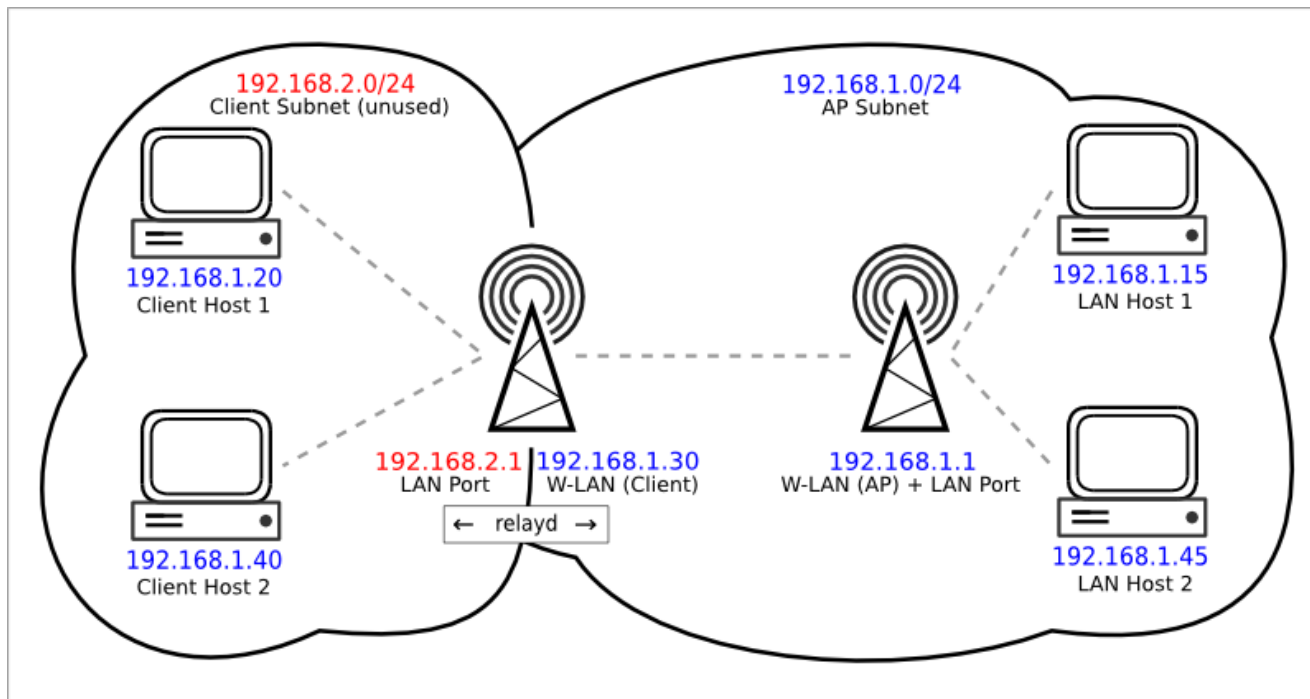 192.168.2.0/24
Client Subnet (unused)
192.168.1.0/24
AP Subnet
192.168.1.20
Client Host 1
192.168.1.15
LAN Host 1
192.168.2.1
LAN Port
192.168.1.30
W-LAN (Client)
192.168.1.1
W-LAN (AP) + LAN Port
← relayd →
192.168.1.40
Client Host 2
192.168.1.45
LAN Host 2